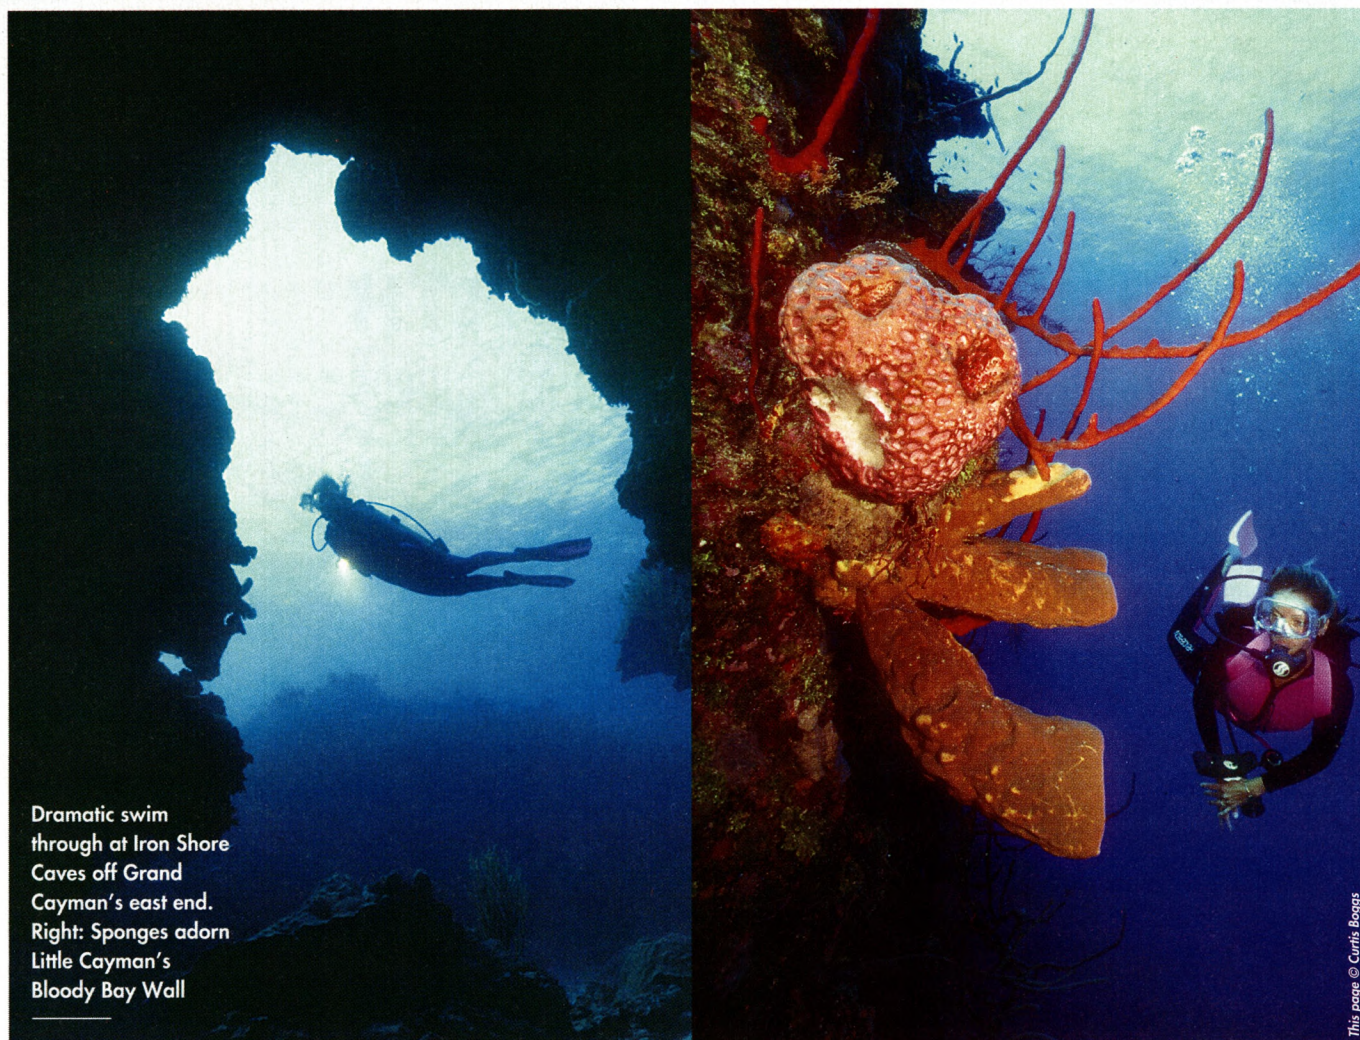 Dramatic swim
through at Iron Shore
Caves off Grand
Cayman's east end.
Right: Sponges adorn
Little Cayman's
Bloody Bay Wall
This page © Curtis Boggs